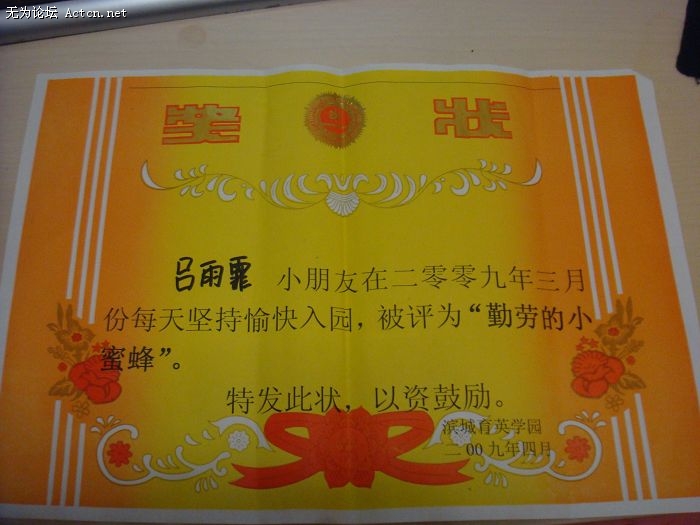 无为论坛 Actcn.net
奖 状
吕雨霏 小朋友在二零零九年三月
份每天坚持愉快入园，被评为“勤劳的小
蜜蜂”。
特发此状，以资鼓励。
滨城育英学园
二00九年四月